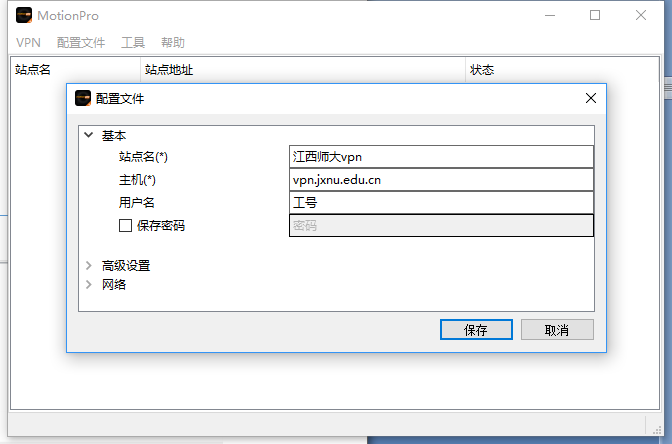 MotionPro
VPN 配置文件 工具 帮助
站点名 站点地址 状态
配置文件
基本
站点名(*) 江西师大vpn
主机(*) vpn.jxnu.edu.cn
用户名 工号
保存密码 密码
高级设置
网络
保存 取消